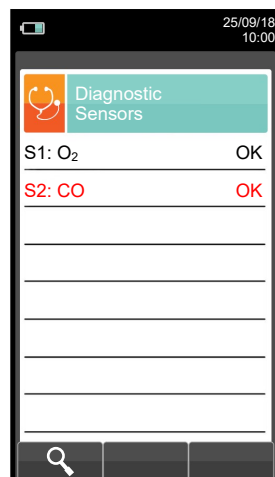 25/09/18
10:00
Diagnostic
Sensors
S1: O₂ OK
S2: CO OK